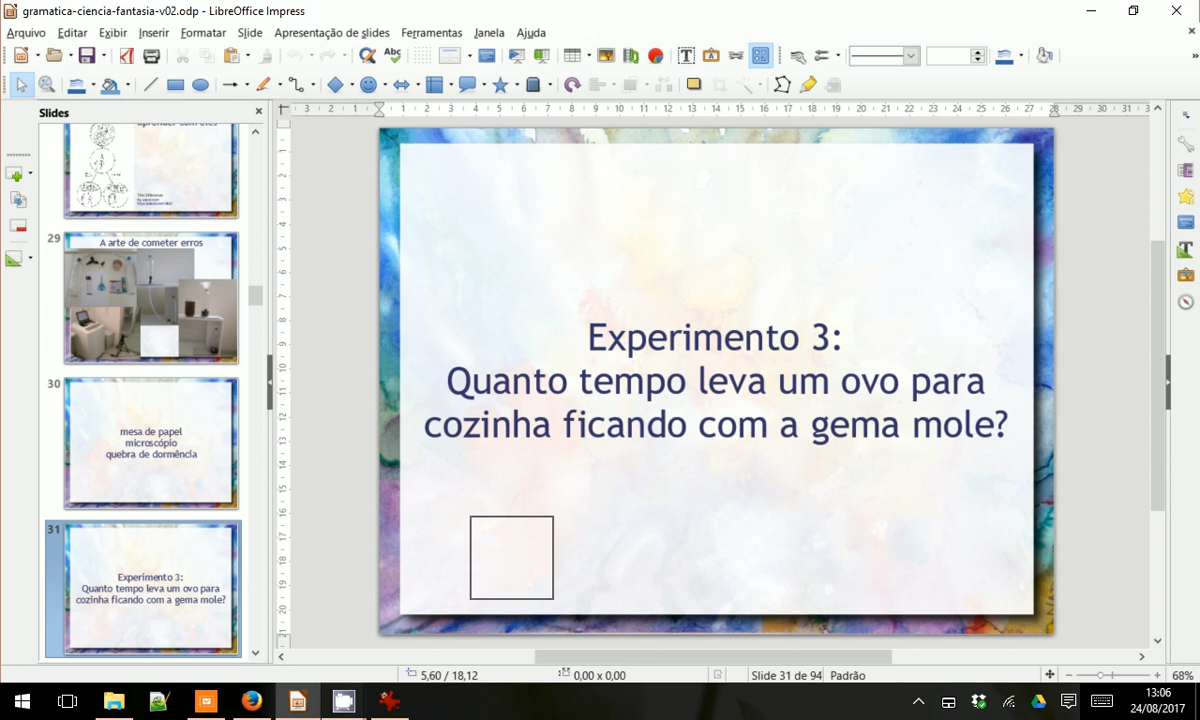 gramatica-ciencia-fantasia-v02.odp - LibreOffice Impress
Arquivo Editar Exibir Inserir Formatar Slide Apresentação de slides Ferramentas Janela Ajuda
Slides
29
A arte de cometer erros
30
mesa de papel
microscópio
quebra de dormência
31
Experimento 3:
Quanto tempo leva um ovo para
cozinha ficando com a gema mole?
Experimento 3:
Quanto tempo leva um ovo para
cozinha ficando com a gema mole?
5,60 / 18,12 0,00 x 0,00 Slide 31 de 94 Padrão 68%
13:06
24/08/2017